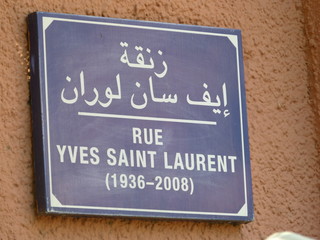 زنقة
إيف سان لوران
RUE
YVES SAINT LAURENT
(1936-2008)